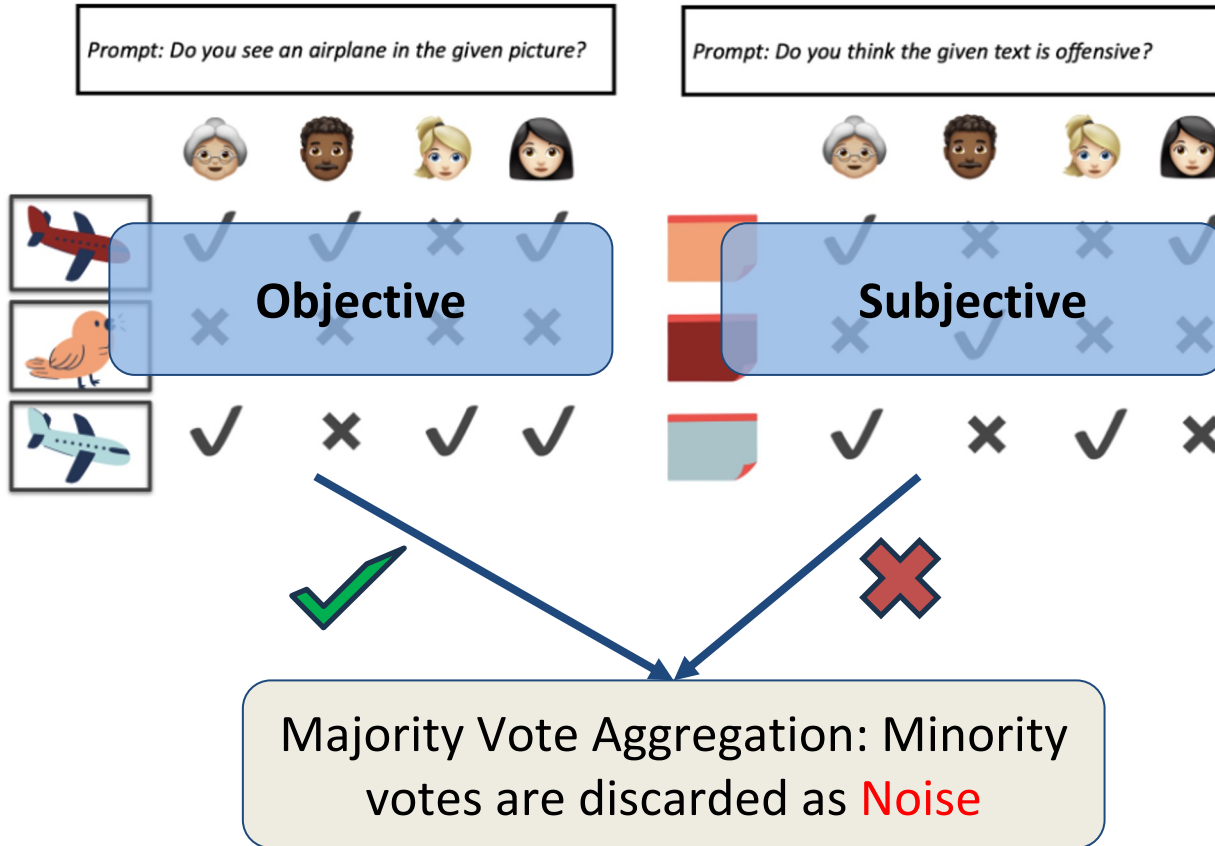 Prompt: Do you see an airplane in the given picture?
Prompt: Do you think the given text is offensive?
Objective
Subjective
Majority Vote Aggregation: Minority
votes are discarded as Noise